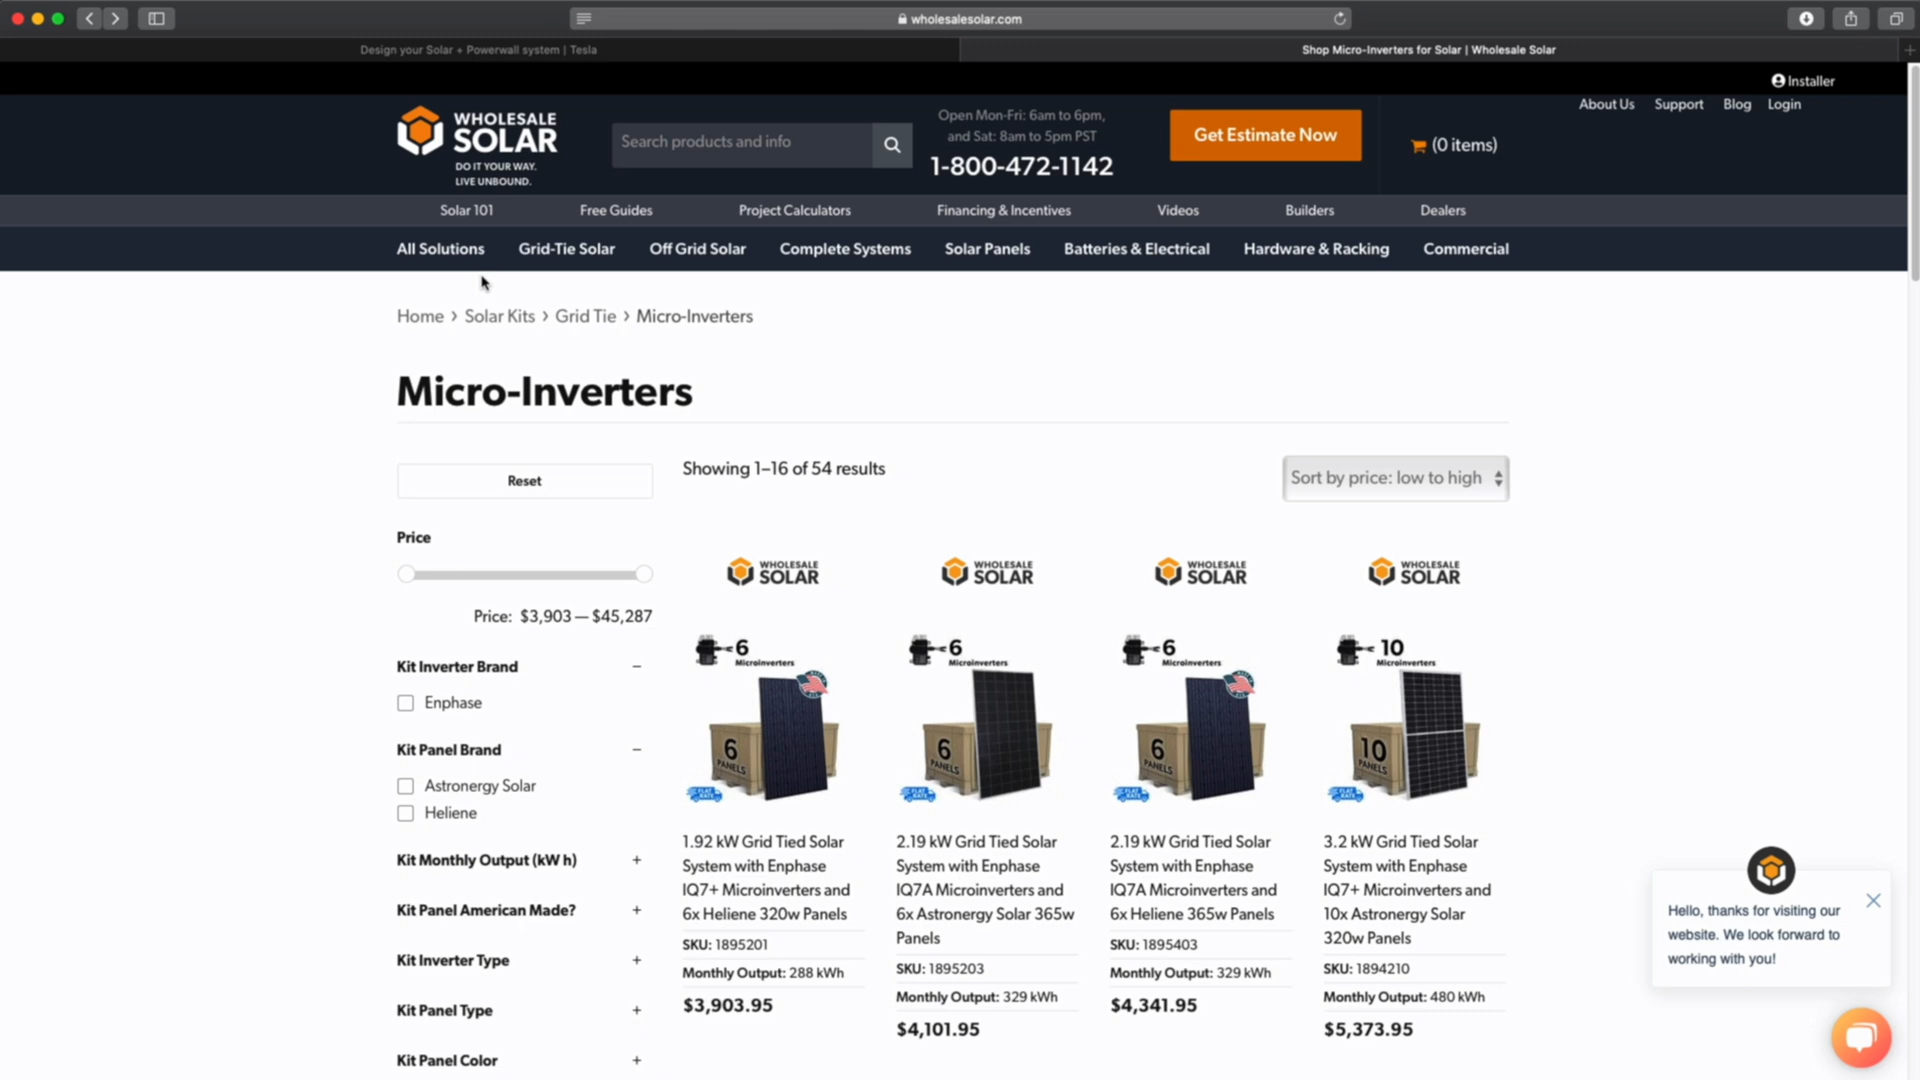 wholesalesolar.com
Design your Solar + Powerwall system | Tesla
Shop Micro-Inverters for Solar | Wholesale Solar
Installer
About Us
Support
Blog
Login
WHOLESALE
SOLAR
DO IT YOUR WAY.
LIVE UNBOUND.
Search products and info
Open Mon-Fri: 6am to 6pm,
and Sat: 8am to 5pm PST
1-800-472-1142
Get Estimate Now
(0 items)
Solar 101
Free Guides
Project Calculators
Financing & Incentives
Videos
Builders
Dealers
All Solutions
Grid-Tie Solar
Off Grid Solar
Complete Systems
Solar Panels
Batteries & Electrical
Hardware & Racking
Commercial
Home > Solar Kits > Grid Tie > Micro-Inverters
Micro-Inverters
Reset
Showing 1–16 of 54 results
Sort by price: low to high
Price
Price: $3,903 — $45,287
Kit Inverter Brand −
Enphase
Kit Panel Brand −
Astronergy Solar
Heliene
Kit Monthly Output (kW h) +
Kit Panel American Made? +
Kit Inverter Type +
Kit Panel Type +
Kit Panel Color +
WHOLESALE
SOLAR
6
Microinverters
6
PANELS
FLAT
RATE
1.92 kW Grid Tied Solar
System with Enphase
IQ7+ Microinverters and
6x Heliene 320w Panels
SKU: 1895201
Monthly Output: 288 kWh
$3,903.95
WHOLESALE
SOLAR
6
Microinverters
6
PANELS
FLAT
RATE
2.19 kW Grid Tied Solar
System with Enphase
IQ7A Microinverters and
6x Astronergy Solar 365w
Panels
SKU: 1895203
Monthly Output: 329 kWh
$4,101.95
WHOLESALE
SOLAR
6
Microinverters
6
PANELS
FLAT
RATE
2.19 kW Grid Tied Solar
System with Enphase
IQ7A Microinverters and
6x Heliene 365w Panels
SKU: 1895403
Monthly Output: 329 kWh
$4,341.95
WHOLESALE
SOLAR
10
Microinverters
10
PANELS
FLAT
RATE
3.2 kW Grid Tied Solar
System with Enphase
IQ7+ Microinverters and
10x Astronergy Solar
320w Panels
SKU: 1894210
Monthly Output: 480 kWh
$5,373.95
Hello, thanks for visiting our
website. We look forward to
working with you!